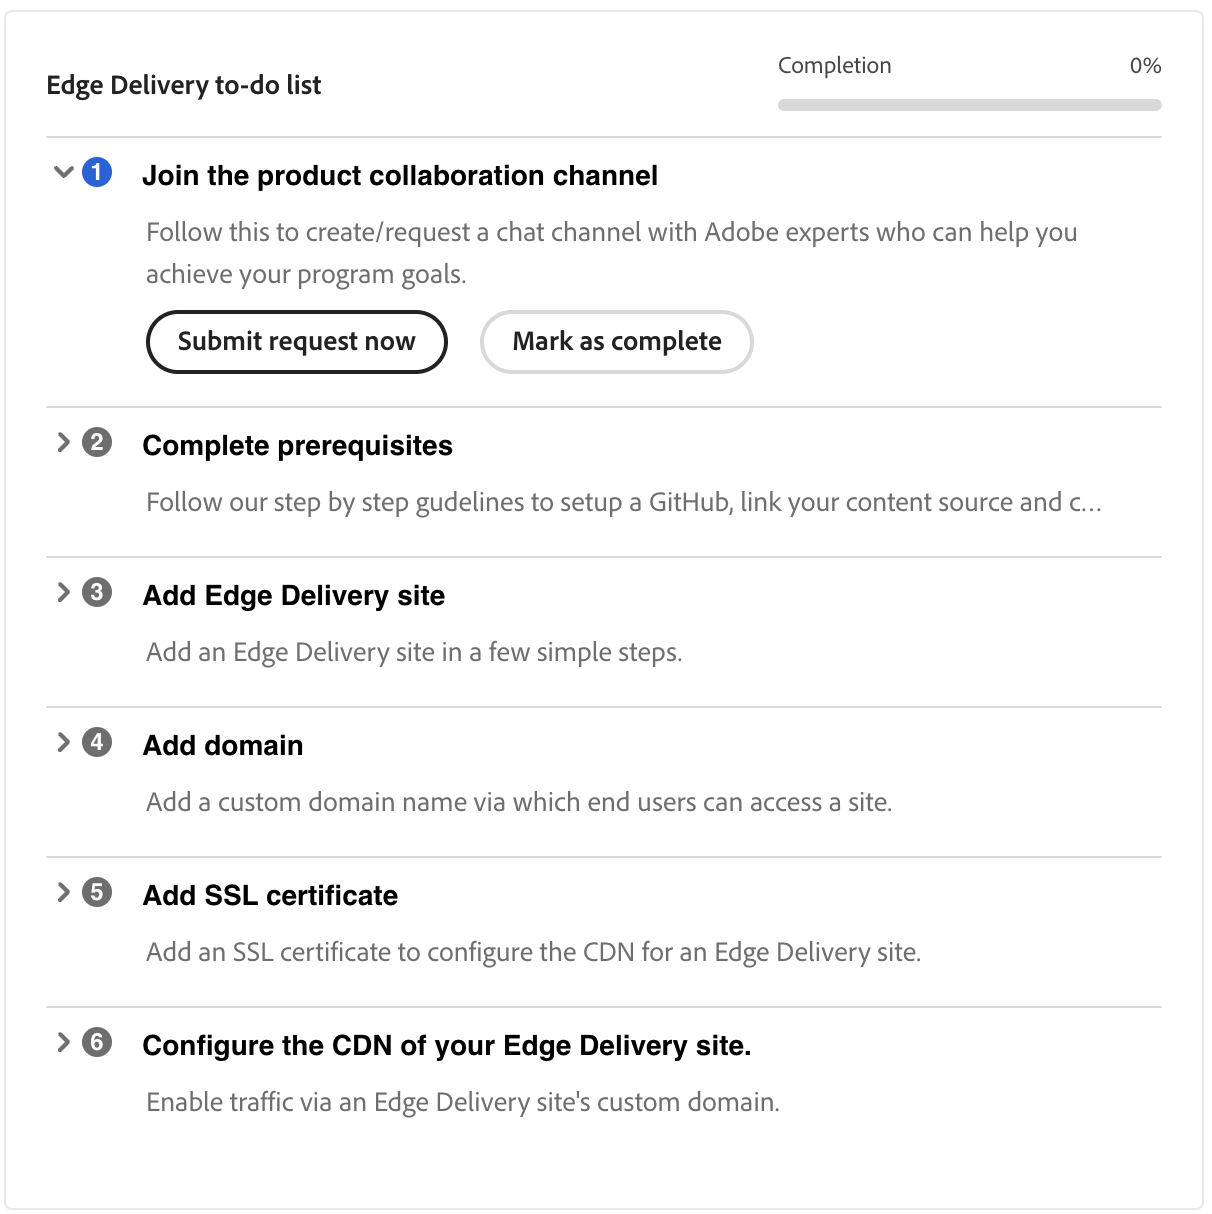 Edge Delivery to-do list
Completion 0%
1 Join the product collaboration channel
Follow this to create/request a chat channel with Adobe experts who can help you
achieve your program goals.
Submit request now Mark as complete
2 Complete prerequisites
Follow our step by step gudelines to setup a GitHub, link your content source and c...
3 Add Edge Delivery site
Add an Edge Delivery site in a few simple steps.
4 Add domain
Add a custom domain name via which end users can access a site.
5 Add SSL certificate
Add an SSL certificate to configure the CDN for an Edge Delivery site.
6 Configure the CDN of your Edge Delivery site.
Enable traffic via an Edge Delivery site's custom domain.